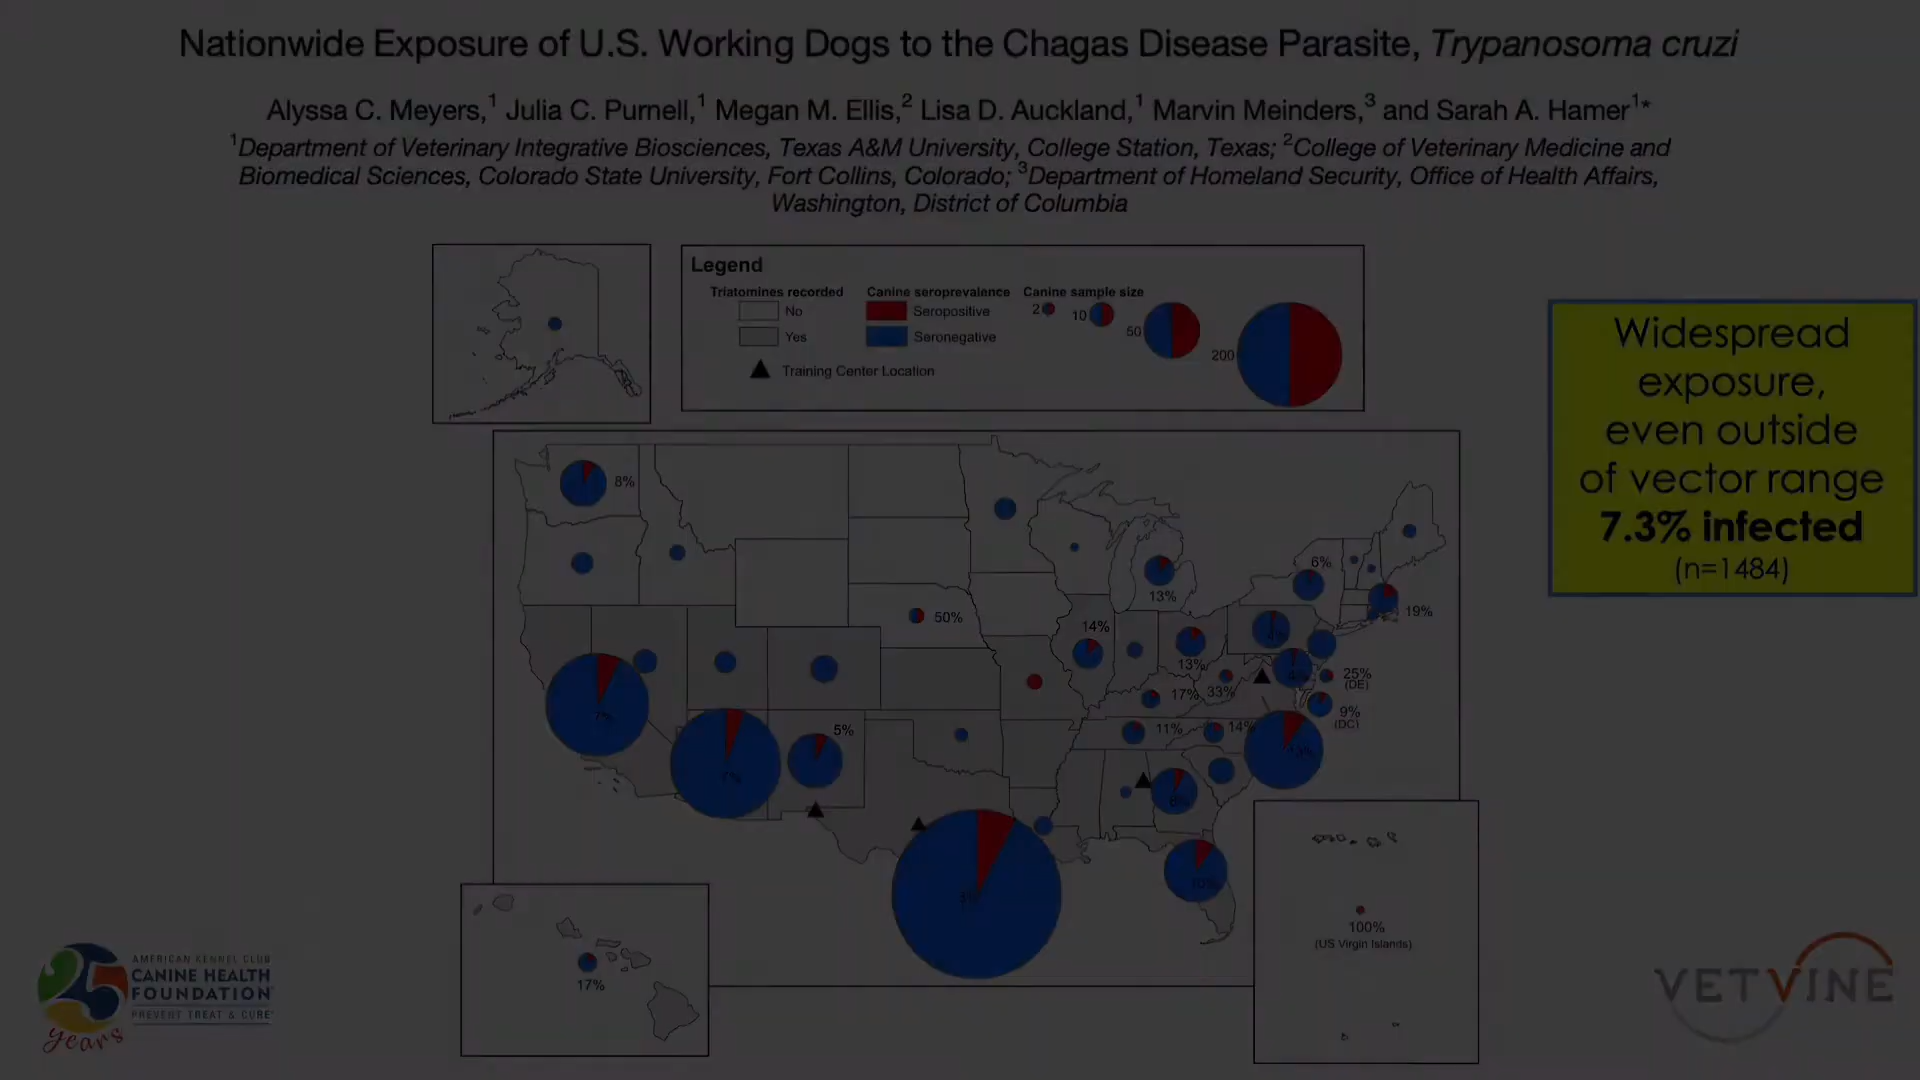 Nationwide Exposure of U.S. Working Dogs to the Chagas Disease Parasite, Trypanosoma cruzi
Alyssa C. Meyers,1 Julia C. Purnell,1 Megan M. Ellis,2 Lisa D. Auckland,1 Marvin Meinders,3 and Sarah A. Hamer1*
1Department of Veterinary Integrative Biosciences, Texas A&M University, College Station, Texas; 2College of Veterinary Medicine and
Biomedical Sciences, Colorado State University, Fort Collins, Colorado; 3Department of Homeland Security, Office of Health Affairs,
Washington, District of Columbia
Legend
Triatomines recorded
No
Yes
Canine seroprevalence
Seropositive
Seronegative
Canine sample size
2
10
50
200
Training Center Location
Widespread
exposure,
even outside
of vector range
7.3% infected
(n=1484)
8%
50%
13%
14%
6%
19%
13%
4%
25%
(DE)
17%
33%
9%
(DC)
11%
14%
7%
5%
8%
10%
17%
100%
(US Virgin Islands)
25
years
AMERICAN KENNEL CLUB
CANINE HEALTH
FOUNDATION
PREVENT TREAT & CURE
VETVINE